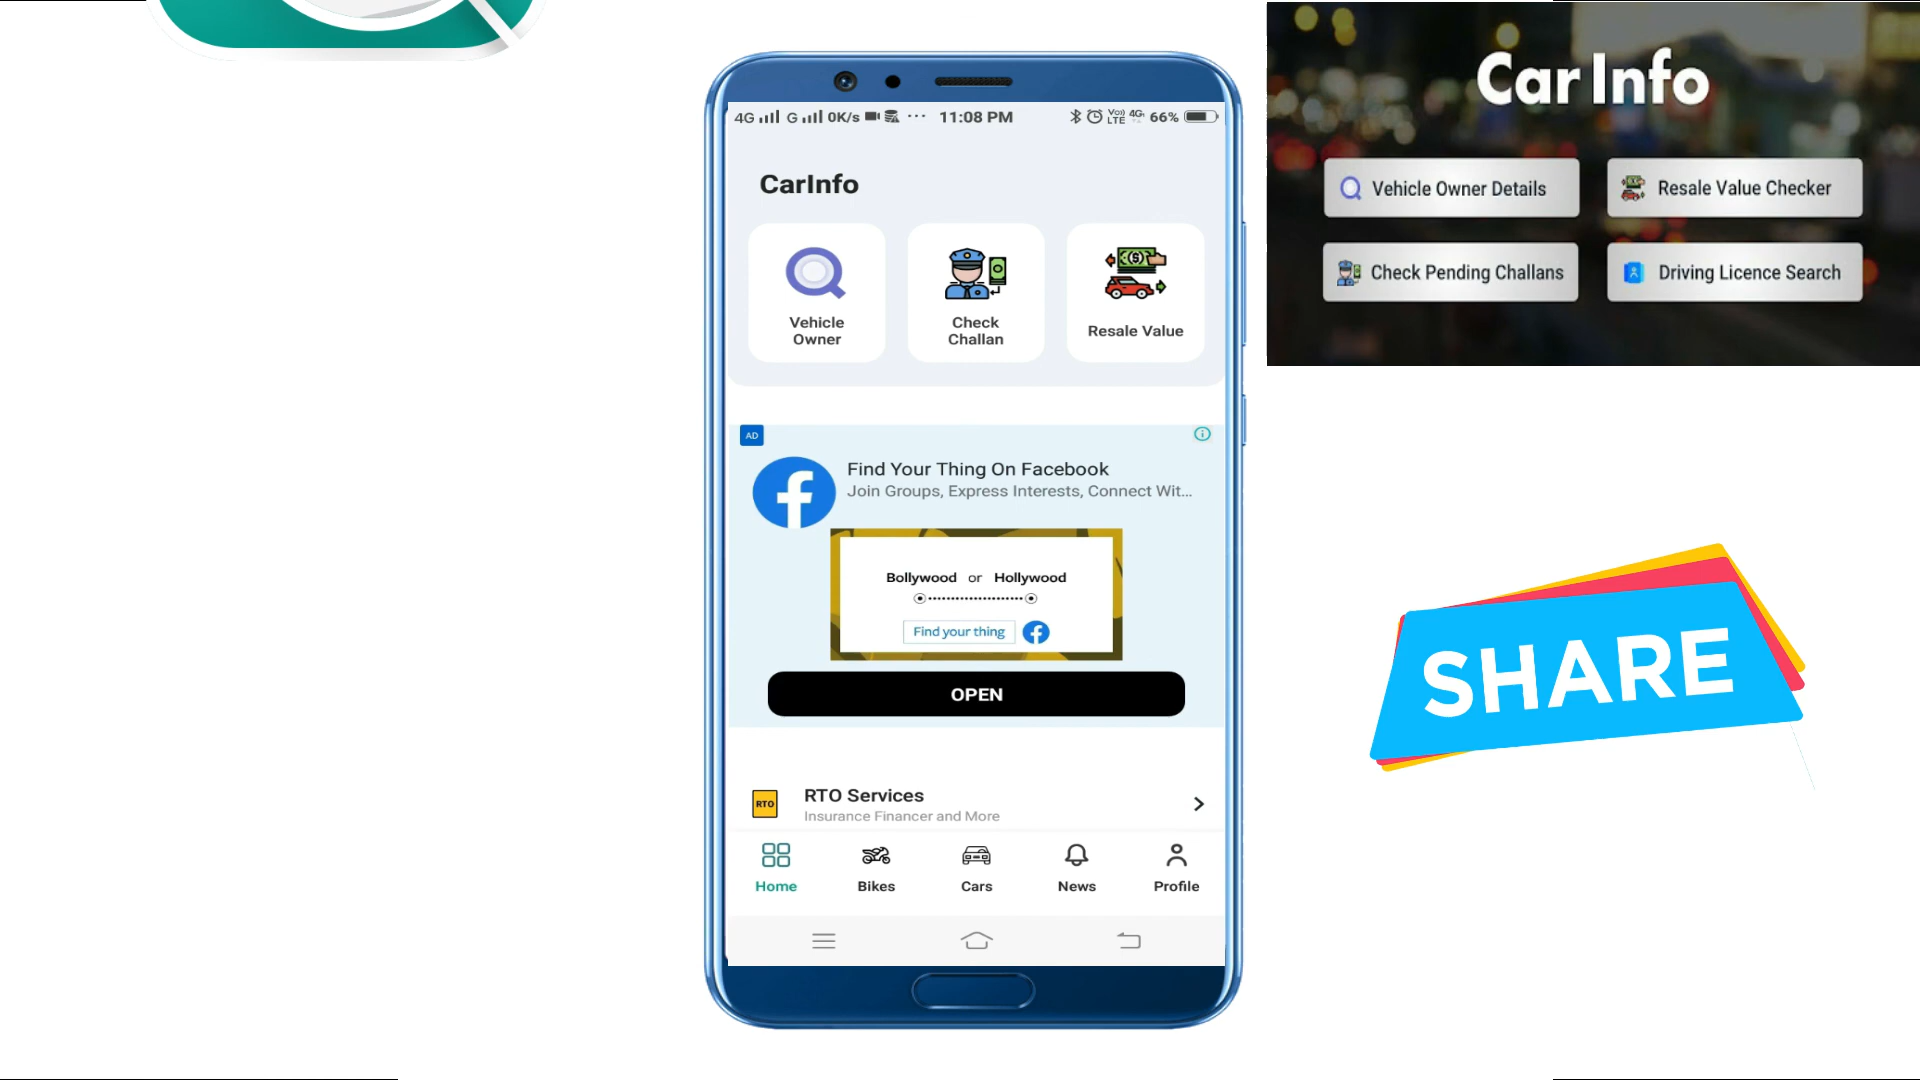 4G G 0K/s ... 11:08 PM VoLTE 4G 66%
CarInfo
Vehicle
Owner
Check
Challan
Resale Value
AD
Find Your Thing On Facebook
Join Groups, Express Interests, Connect Wit...
Bollywood or Hollywood
Find your thing
OPEN
RTO
RTO Services
Insurance Financer and More
Home
Bikes
Cars
News
Profile
Car Info
Vehicle Owner Details
Resale Value Checker
Check Pending Challans
Driving Licence Search
SHARE